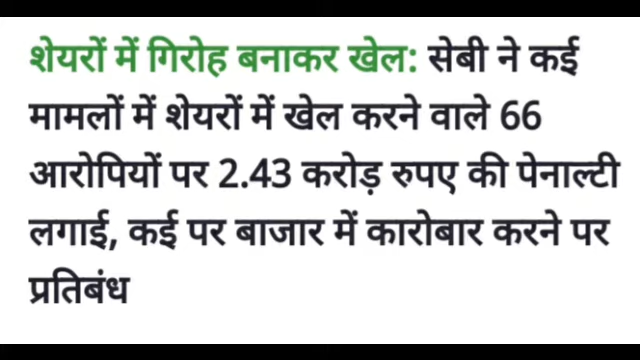 शेयरों में गिरोह बनाकर खेल: सेबी ने कई
मामलों में शेयरों में खेल करने वाले 66
आरोपियों पर 2.43 करोड़ रुपए की पेनाल्टी
लगाई, कई पर बाजार में कारोबार करने पर
प्रतिबंध